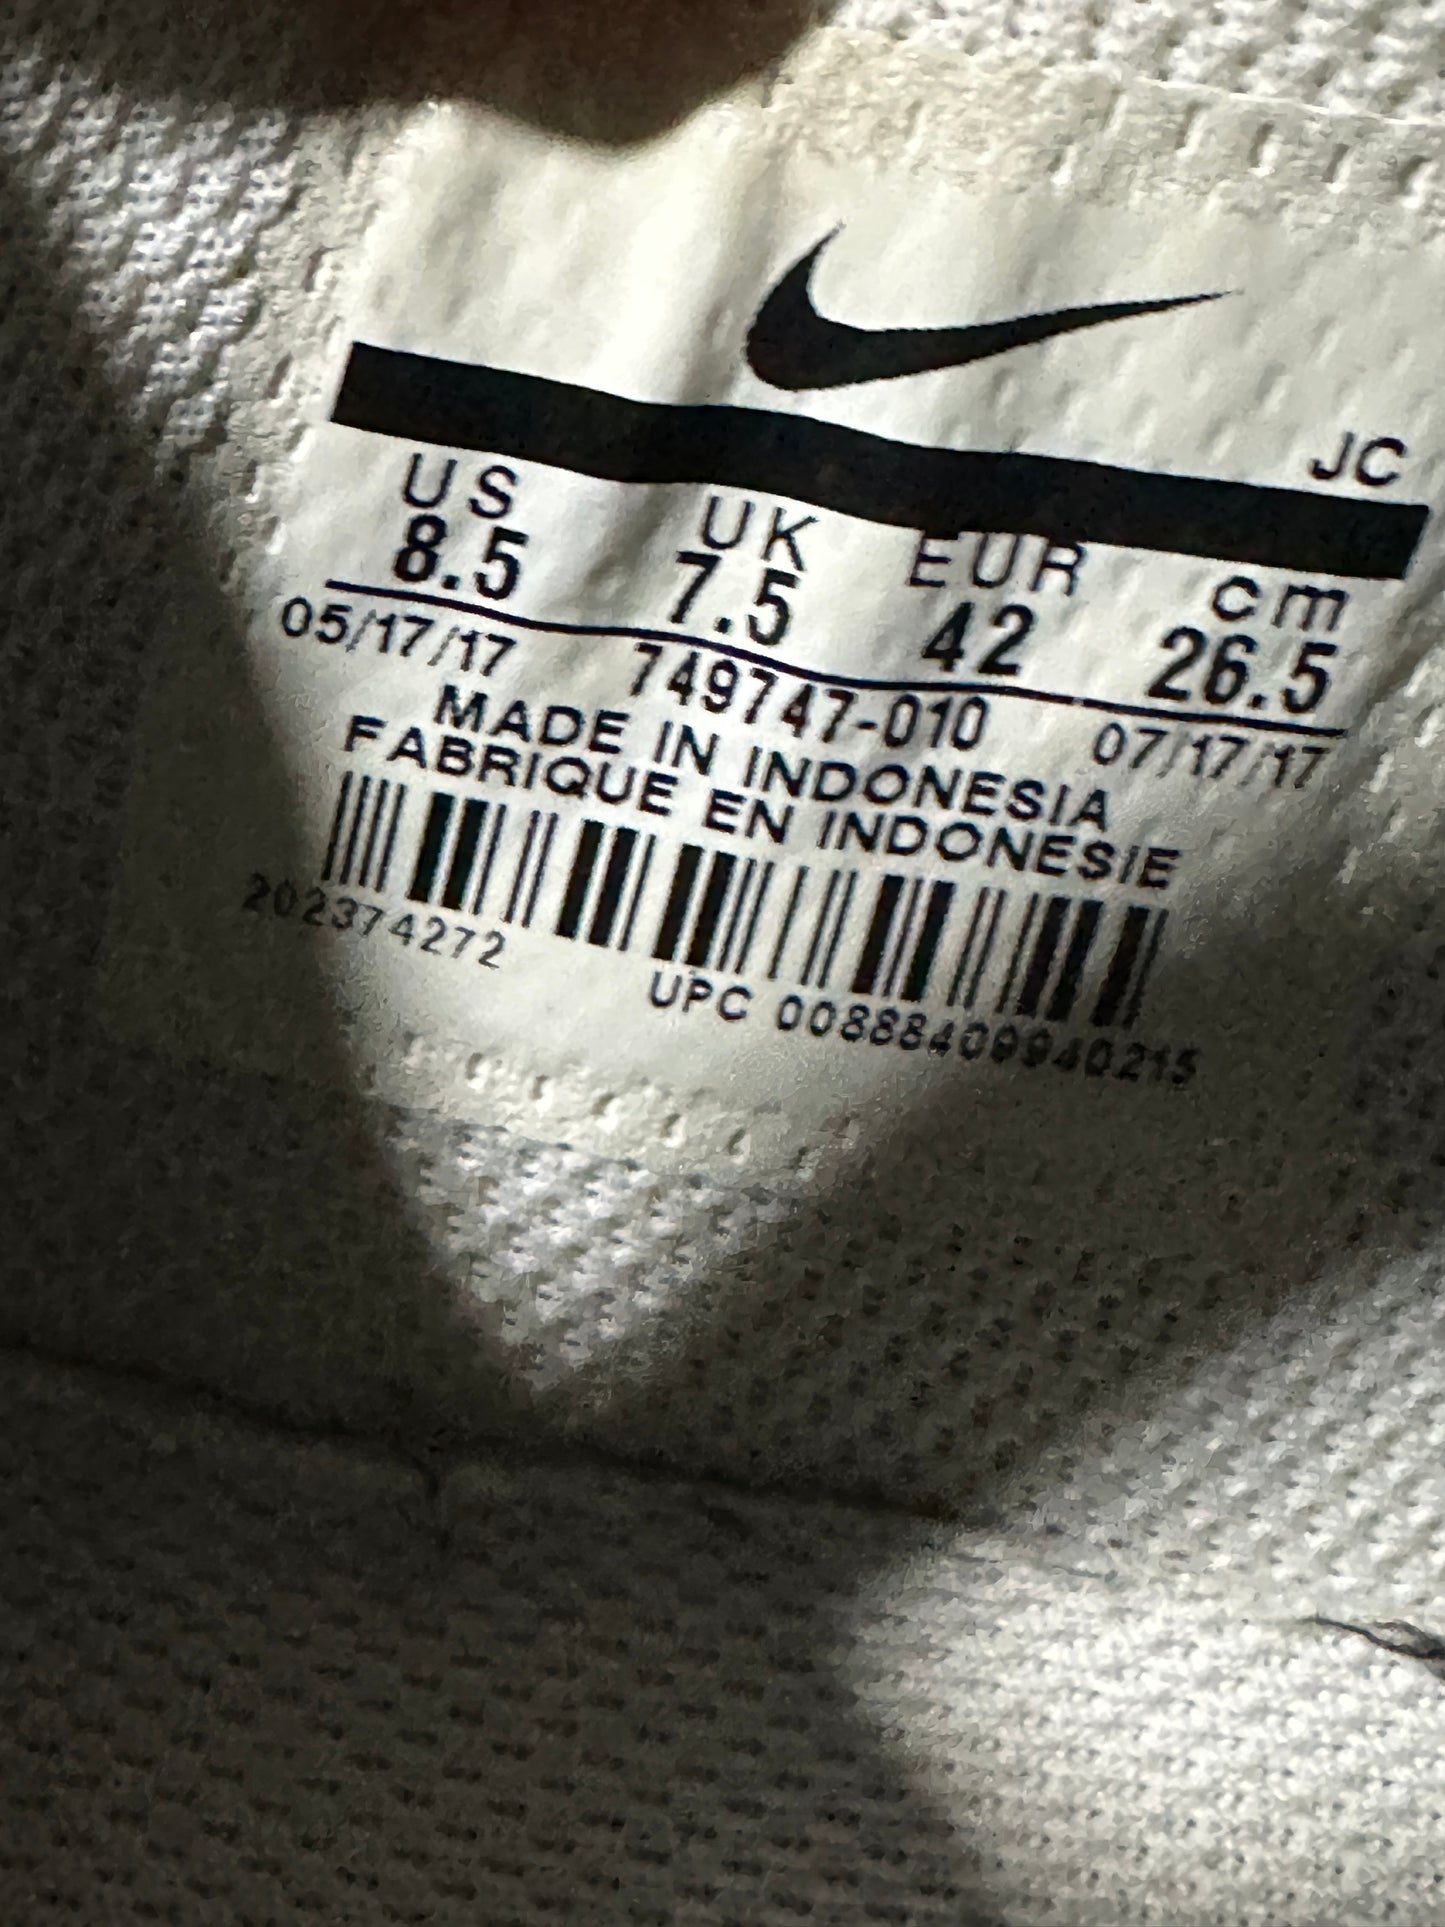 JC
US UK EUR cm
8.5 7.5 42 26.5
05/17/17 749747-010 07/17/17
MADE IN INDONESIA
FABRIQUE EN INDONESIE
202374272
UPC 00888409940215